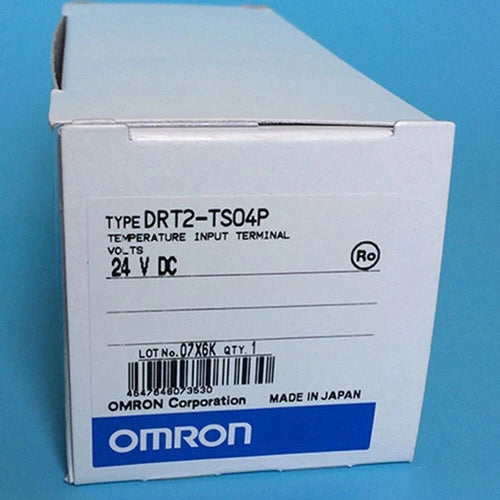 TYPE DRT2-TS04P
TEMPERATURE INPUT TERMINAL
VOLTS
24 V DC
Ro
LOT No. 07X6K QTY. 1
4547648073530
OMRON Corporation MADE IN JAPAN
OMRON